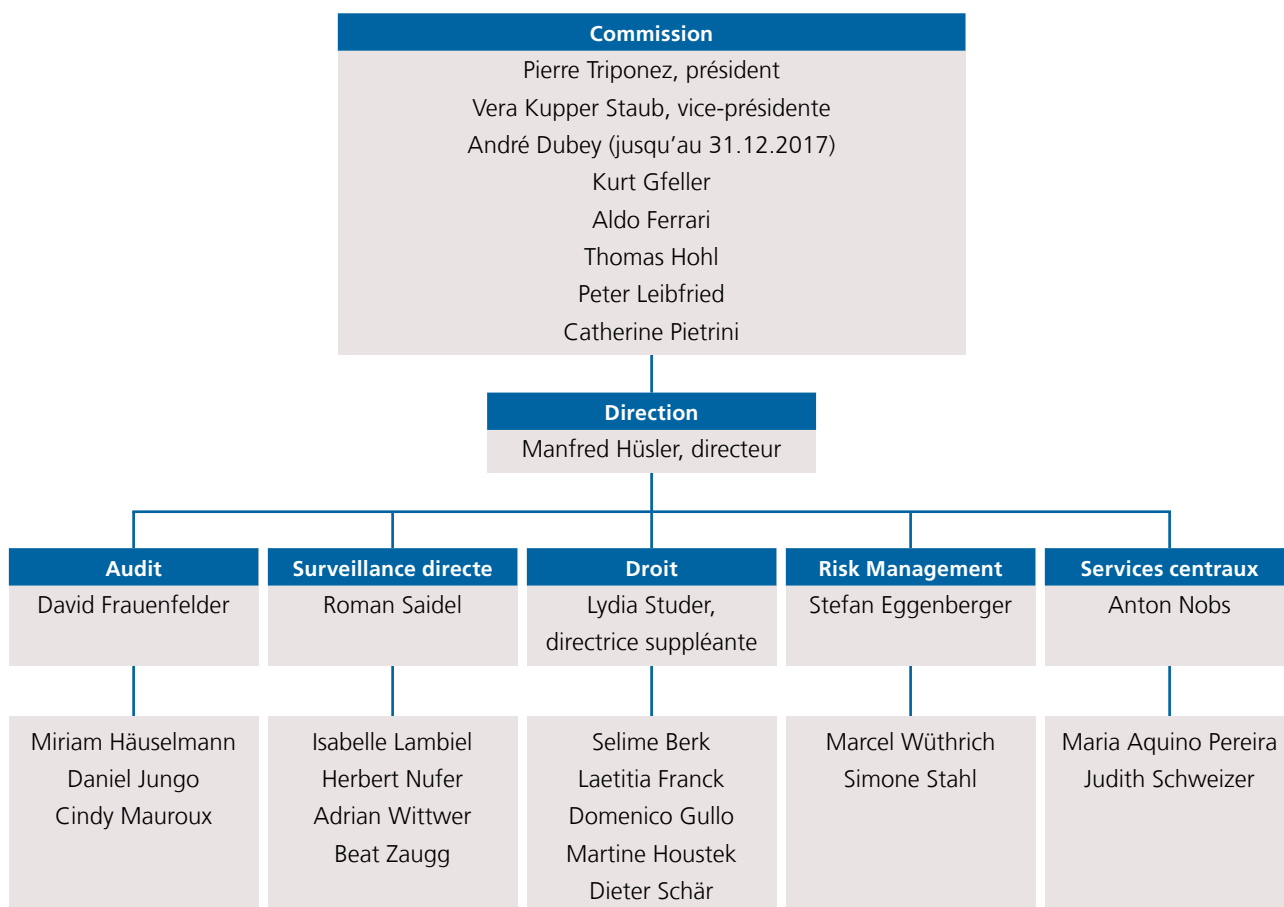 Commission
Pierre Triponez, président
Vera Kupper Staub, vice-présidente
André Dubey (jusqu’au 31.12.2017)
Kurt Gfeller
Aldo Ferrari
Thomas Hohl
Peter Leibfried
Catherine Pietrini
Direction
Manfred Hüsler, directeur
Audit
David Frauenfelder
Miriam Häuselmann
Daniel Jungo
Cindy Mauroux
Surveillance directe
Roman Saidel
Isabelle Lambiel
Herbert Nufer
Adrian Wittwer
Beat Zaugg
Droit
Lydia Studer,
directrice suppléante
Selime Berk
Laetitia Franck
Domenico Gullo
Martine Houstek
Dieter Schär
Risk Management
Stefan Eggenberger
Marcel Wüthrich
Simone Stahl
Services centraux
Anton Nobs
Maria Aquino Pereira
Judith Schweizer